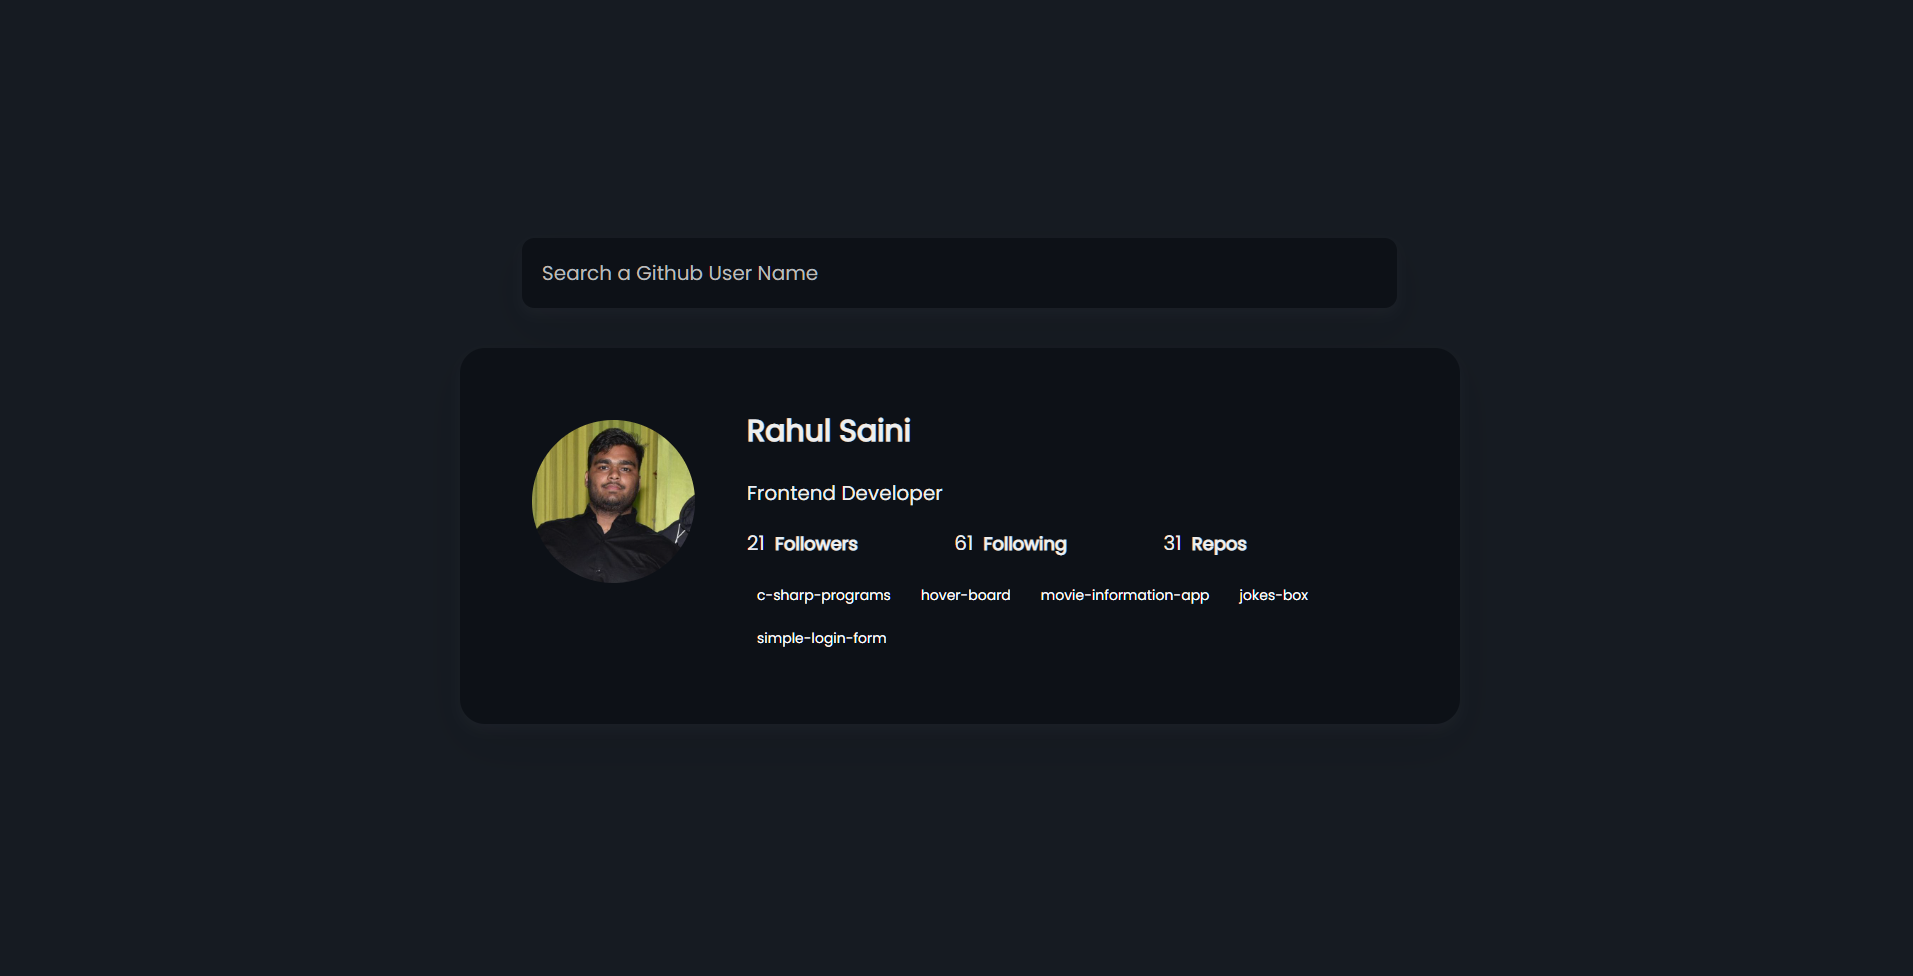 Search a Github User Name
Rahul Saini
Frontend Developer
21 Followers 61 Following 31 Repos
c-sharp-programs hover-board movie-information-app jokes-box
simple-login-form